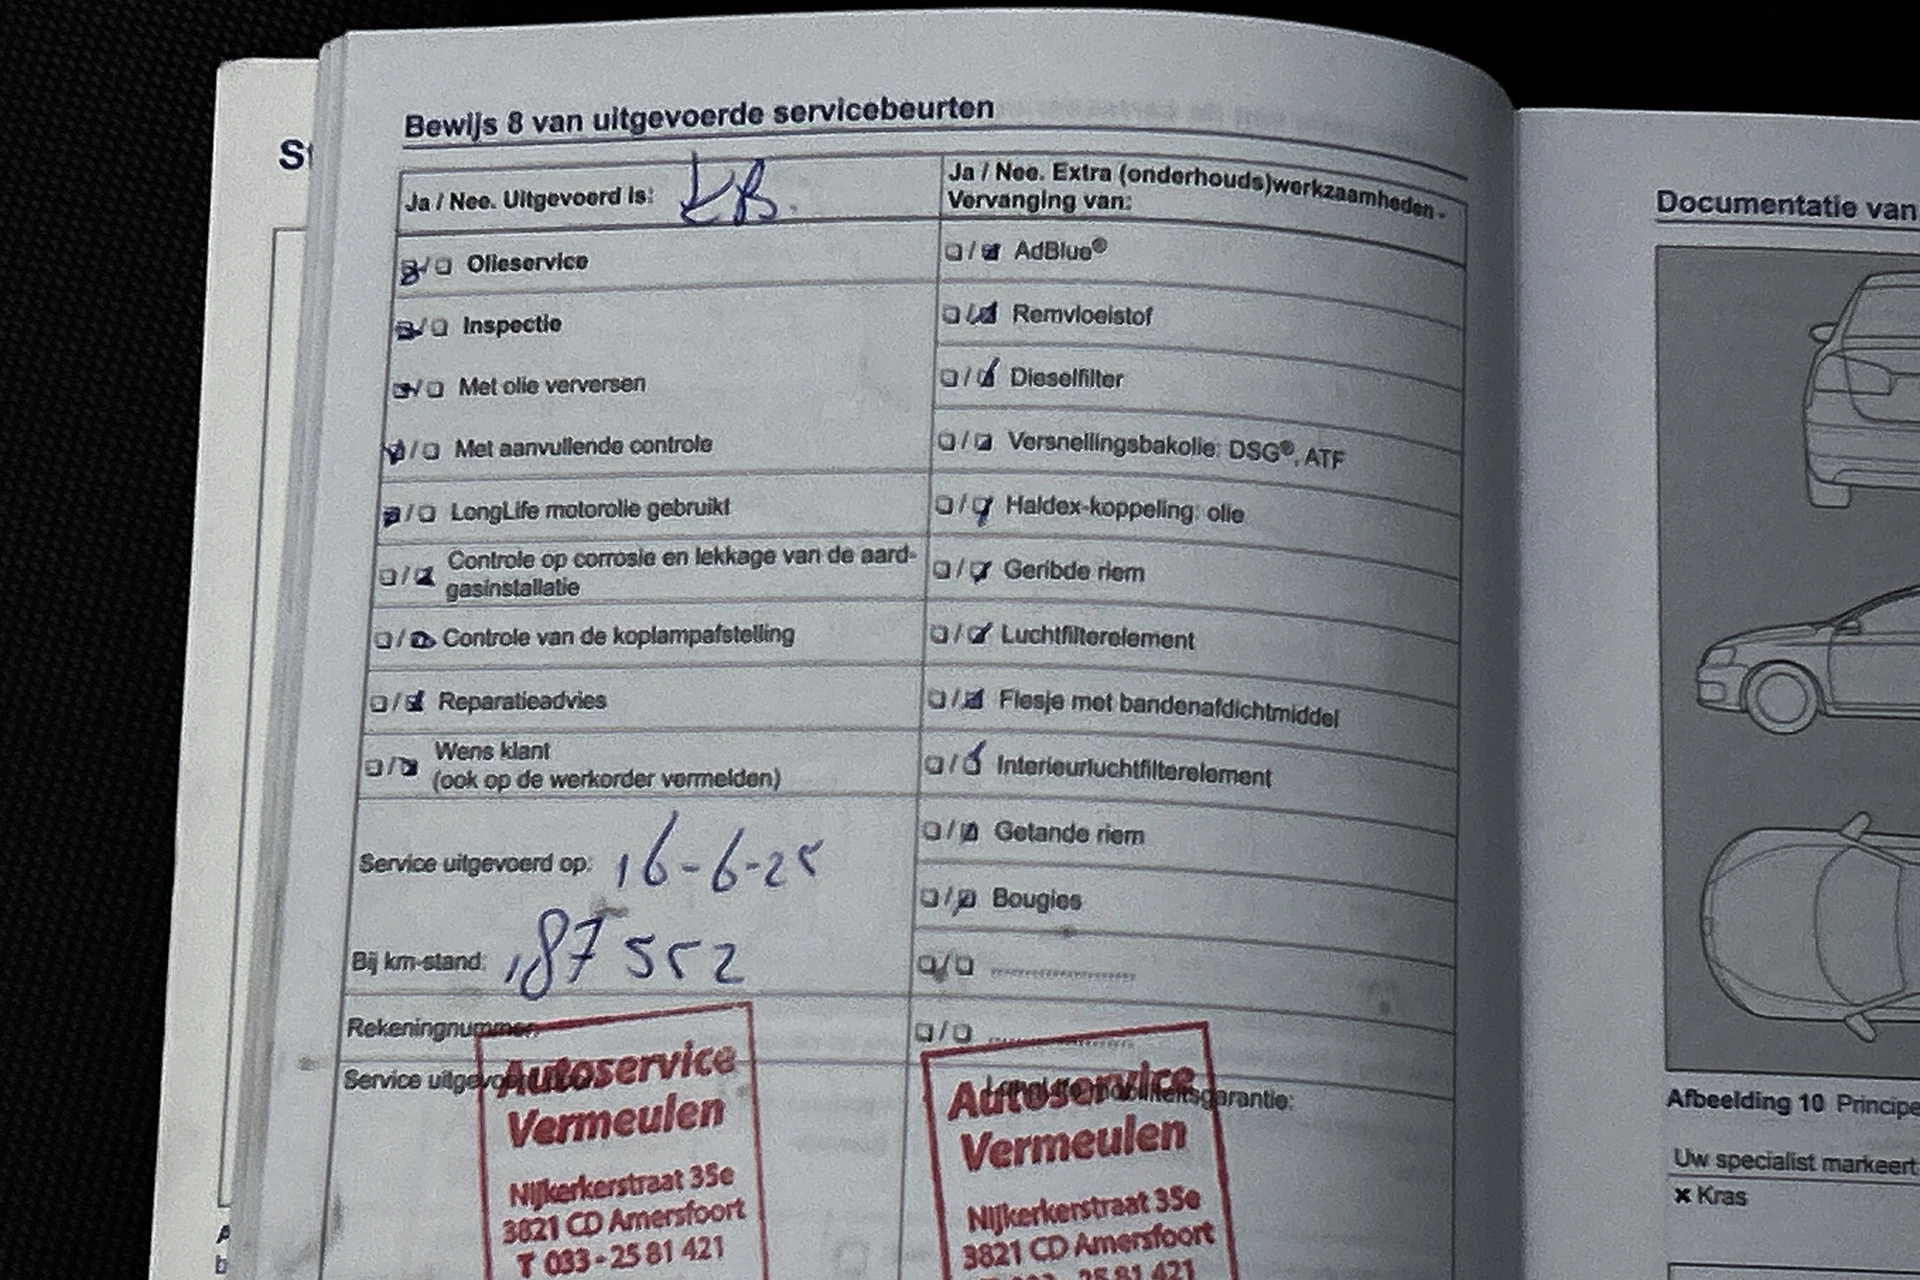 Bewijs 8 van uitgevoerde servicebeurten
Ja / Nee. Uitgevoerd is:
☒/☐ Olieservice
☒/☐ Inspectie
☒/☐ Met olie verversen
☒/☐ Met aanvullende controle
☒/☐ LongLife motorolie gebruikt
☐/☒ Controle op corrosie en lekkage van de aard-
gasinstallatie
☐/☒ Controle van de koplampafstelling
☐/☒ Reparatieadvies
☐/☒ Wens klant
(ook op de werkorder vermelden)
Service uitgevoerd op: 16-6-25
Bij km-stand: 187552
Rekeningnummer
Service uitgevoerd
Autoservice
Vermeulen
Nijkerkerstraat 35e
3821 CD Amersfoort
T 033-25 81 421
Ja / Nee. Extra (onderhouds)werkzaamheden -
Vervanging van:
☐/☒ AdBlue®
☐/☒ Remvloeistof
☐/☒ Dieselfilter
☐/☒ Versnellingsbakolie: DSG®, ATF
☐/☒ Haldex-koppeling: olie
☐/☒ Geribde riem
☐/☒ Luchtfilterelement
☐/☒ Flesje met bandenafdichtmiddel
☐/☒ Interieurluchtfilterelement
☐/☒ Getande riem
☐/☒ Bougies
☐/☐
☐/☐
mobiliteitsgarantie:
Autoservice
Vermeulen
Nijkerkerstraat 35e
3821 CD Amersfoort
25 81 421
Documentatie van
Afbeelding 10 Principe
Uw specialist markeert
× Kras